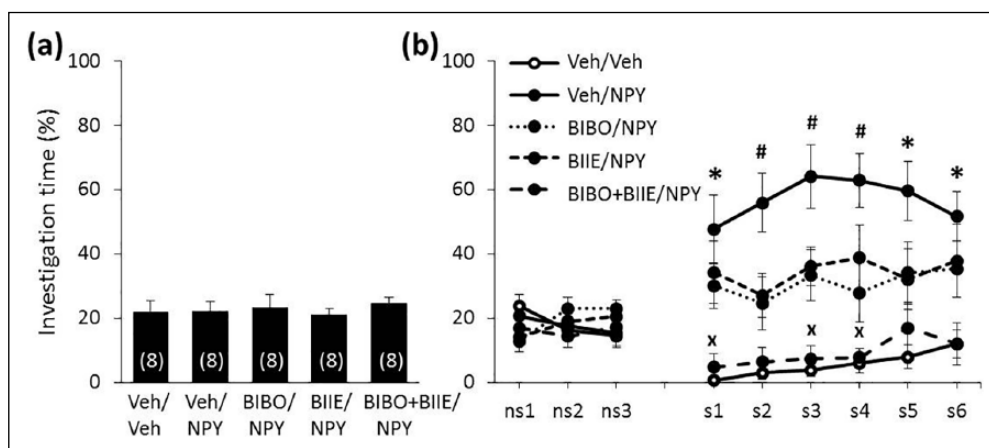 (a)
100
80
60
40
20
0
Investigation time (%)
(8)
(8)
(8)
(8)
(8)
Veh/
Veh
Veh/
NPY
BIBO/
NPY
BIIE/
NPY
BIBO+BIIE/
NPY
(b)
100
80
60
40
20
0
Veh/Veh
Veh/NPY
BIBO/NPY
BIIE/NPY
BIBO+BIIE/NPY
*
#
#
#
*
*
x
x
x
ns1 ns2 ns3 s1 s2 s3 s4 s5 s6